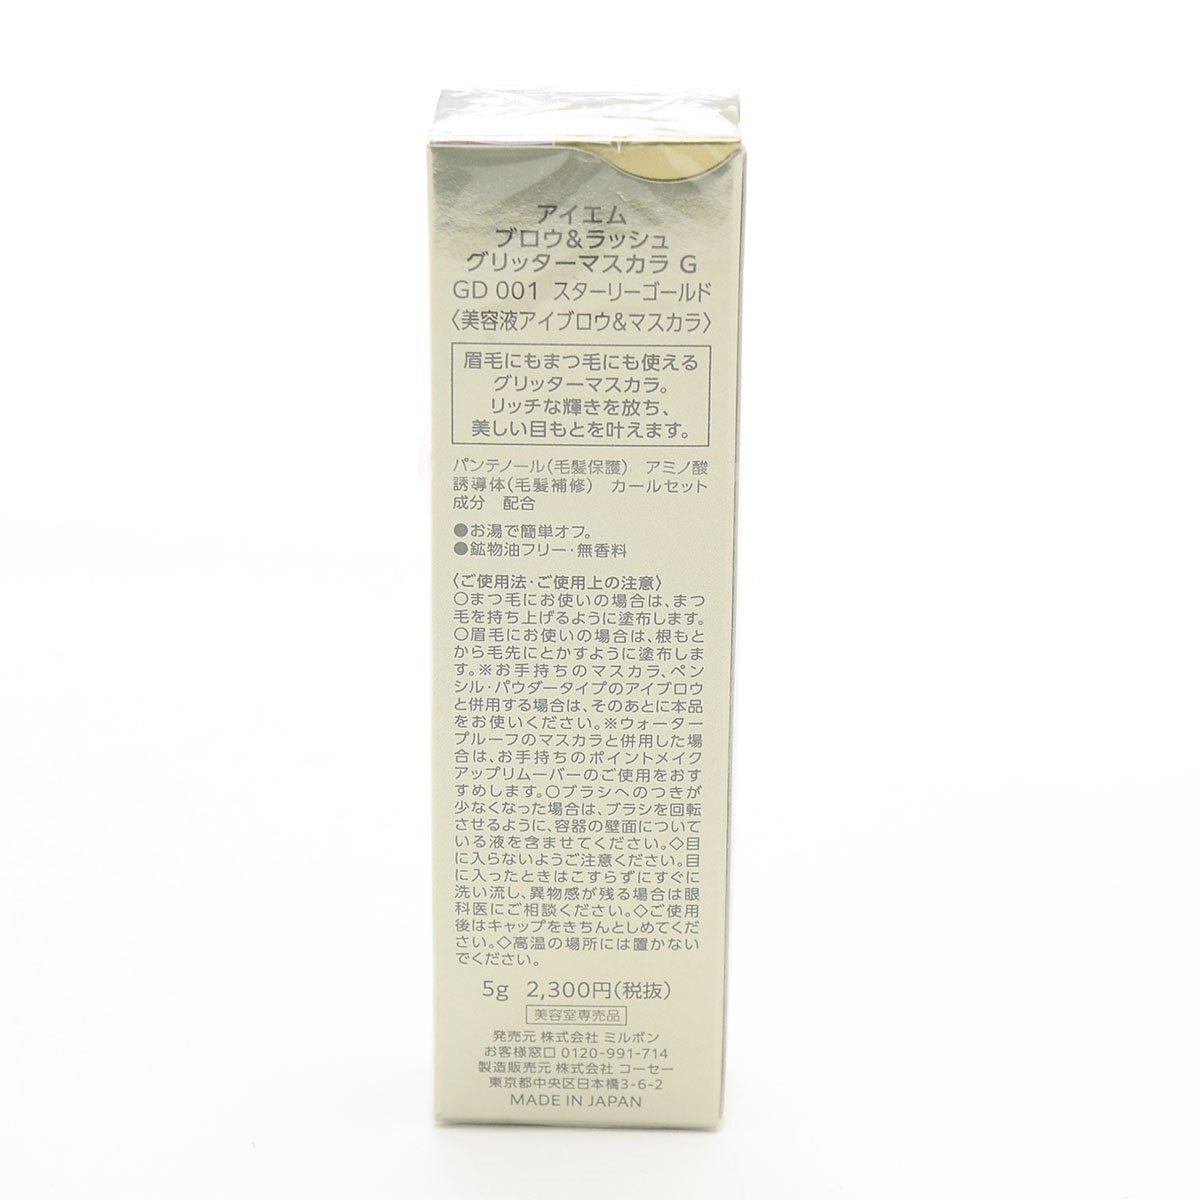 アイエム
ブロウ&ラッシュ
グリッターマスカラ G
GD 001 スターリーゴールド
〈美容液アイブロウ&マスカラ〉
眉毛にもまつ毛にも使える
グリッターマスカラ。
リッチな輝きを放ち、
美しい目もとを叶えます。
パンテノール(毛髪保護) アミノ酸
誘導体(毛髪補修) カールセット
成分 配合
●お湯で簡単オフ。
●鉱物油フリー・無香料
〈ご使用法・ご使用上の注意〉
○まつ毛にお使いの場合は、まつ
毛を持ち上げるように塗布します。
○眉毛にお使いの場合は、根もと
から毛先にとかすように塗布しま
す。※お手持ちのマスカラ、ペン
シル・パウダータイプのアイブロウ
と併用する場合は、そのあとに本品
をお使いください。※ウォーター
プルーフのマスカラと併用した場
合は、お手持ちのポイントメイク
アップリムーバーのご使用をおす
すめします。○ブラシへのつきが
少なくなった場合は、ブラシを回転
させるように、容器の壁面について
いる液を含ませてください。◇目
に入らないようご注意ください。目
に入ったときはこすらずにすぐに
洗い流し、異物感が残る場合は眼
科医にご相談ください。◇ご使用
後はキャップをきちんとしめてくだ
さい。◇高温の場所には置かない
でください。
5g 2,300円(税抜)
美容室専売品
発売元 株式会社 ミルボン
お客様窓口 0120-991-714
製造販売元 株式会社 コーセー
東京都中央区日本橋3-6-2
MADE IN JAPAN